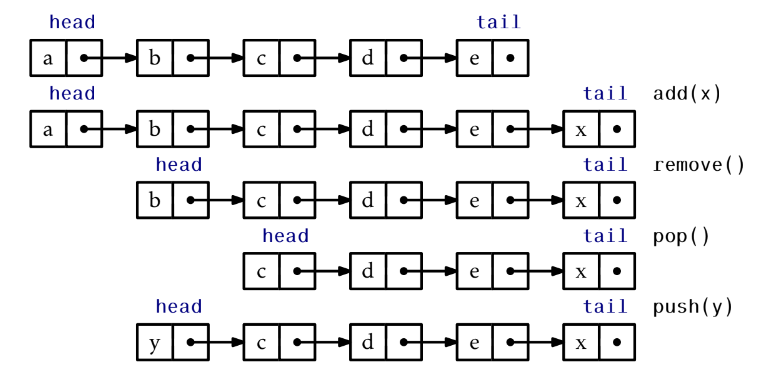 head tail
a b c d e
head tail add(x)
a b c d e x
head tail remove()
b c d e x
head tail pop()
c d e x
head tail push(y)
y c d e x